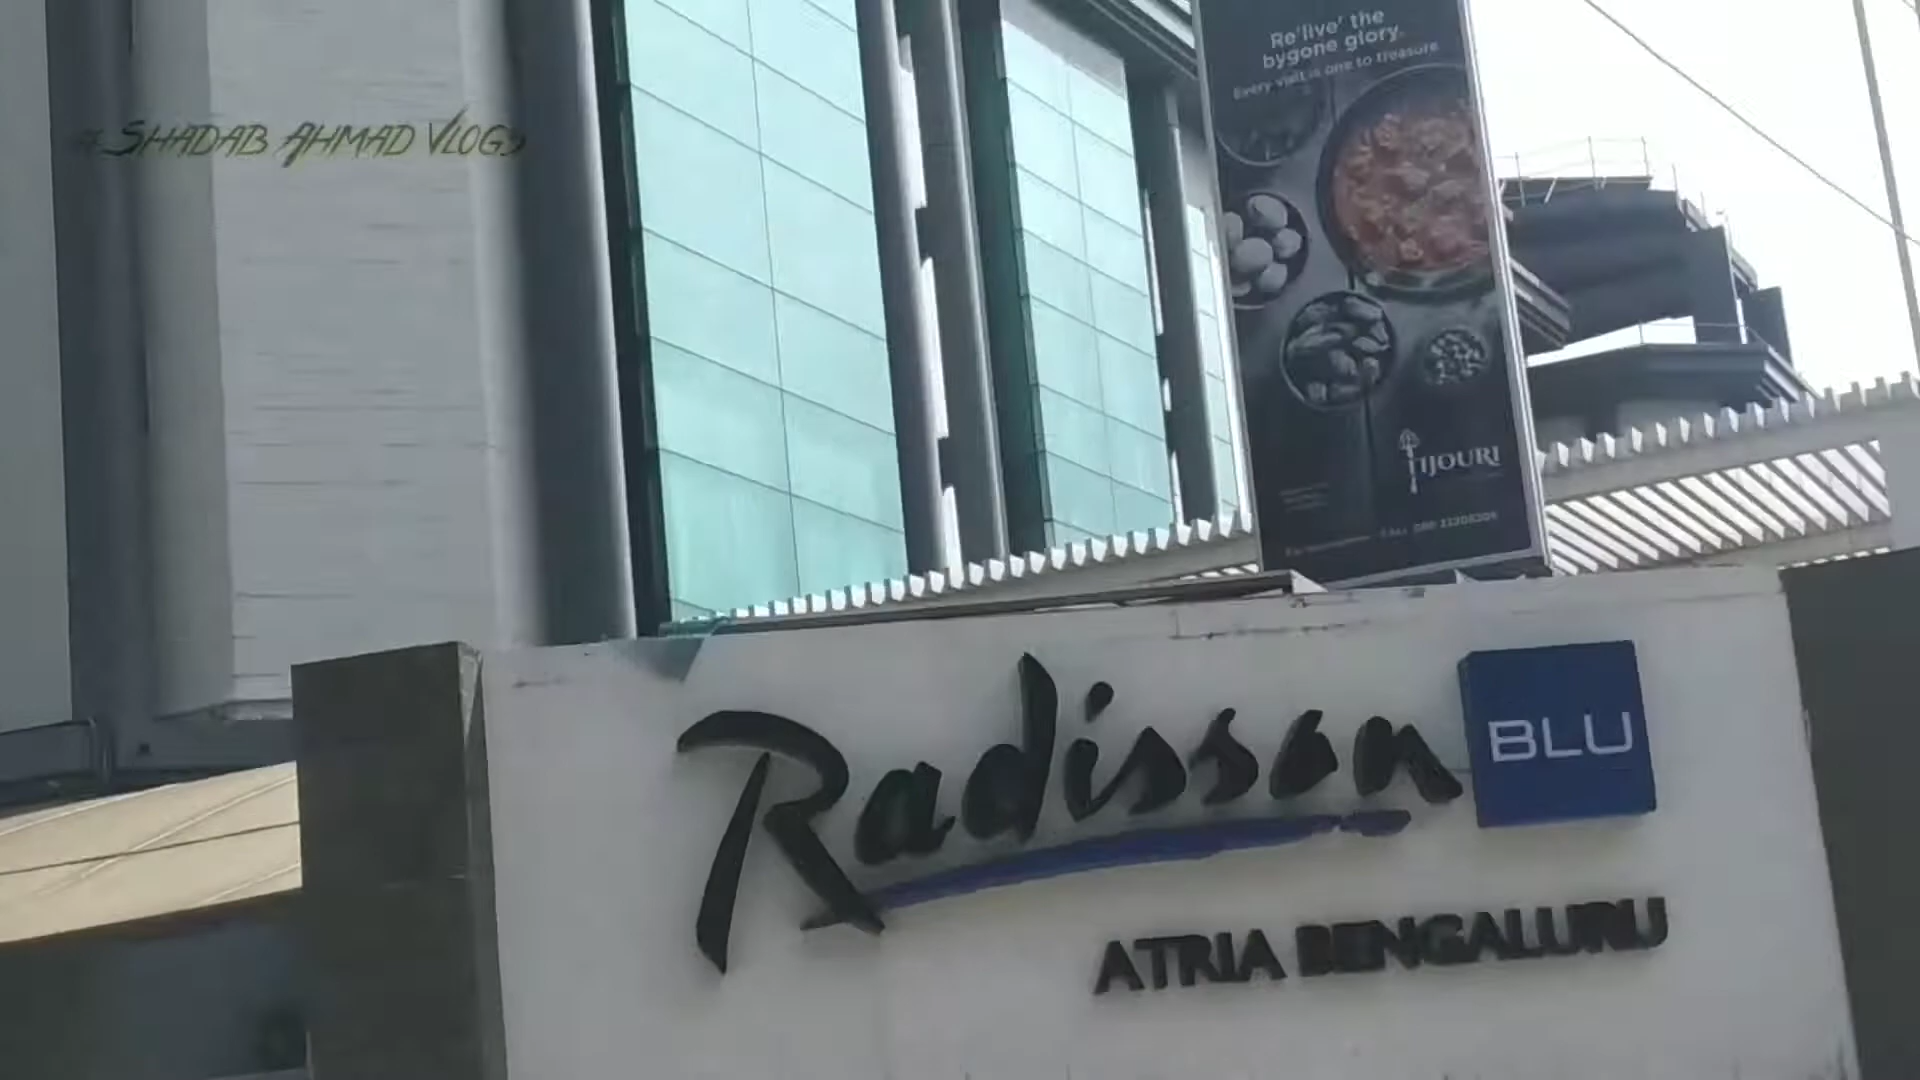 # SHADAB AHMAD VLOGS
Re'live' the
bygone glory.
Every visit is one to treasure
TIJOURI
Radisson
BLU
ATRIA BENGALURU